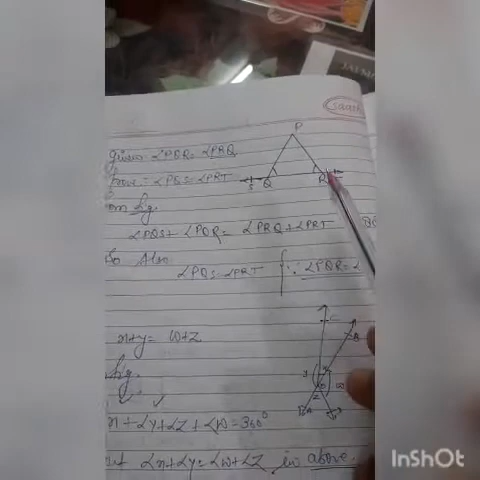 P
given ∠PQR = ∠PRQ
prove :- ∠PQS = ∠PRT
S Q R
fig.
∠PQS + ∠PQR = ∠PRQ + ∠PRT
So Also
∠PQS = ∠PRT { ∵ ∠PQR = ∠
x+y = w+z
fig.
x + ∠y + ∠z + ∠w = 360°
∠x + ∠y = ∠w + ∠z in above.
InShOt